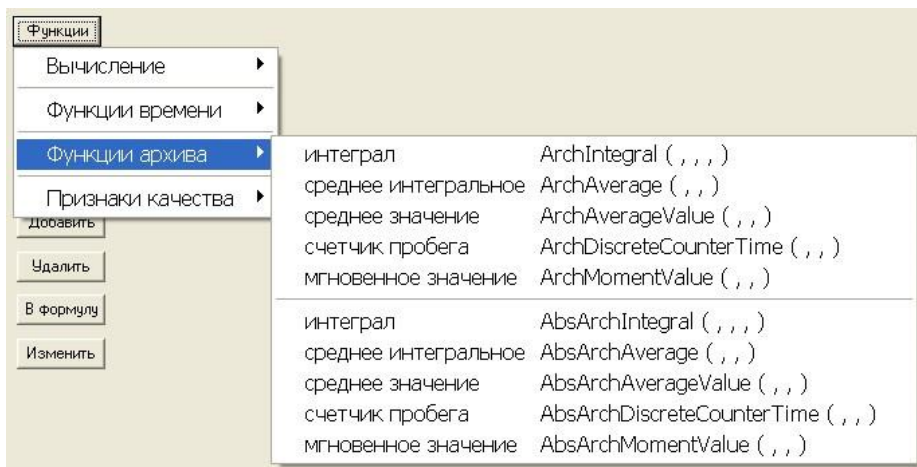 Функции
Вычисление
Функции времени
Функции архива
Признаки качества
Добавить
Удалить
В формулу
Изменить
интеграл ArchIntegral ( , , , )
среднее интегральное ArchAverage ( , , )
среднее значение ArchAverageValue ( , , )
счетчик пробега ArchDiscreteCounterTime ( , , )
мгновенное значение ArchMomentValue ( , , )
интеграл AbsArchIntegral ( , , , )
среднее интегральное AbsArchAverage ( , , )
среднее значение AbsArchAverageValue ( , , )
счетчик пробега AbsArchDiscreteCounterTime ( , , )
мгновенное значение AbsArchMomentValue ( , , )